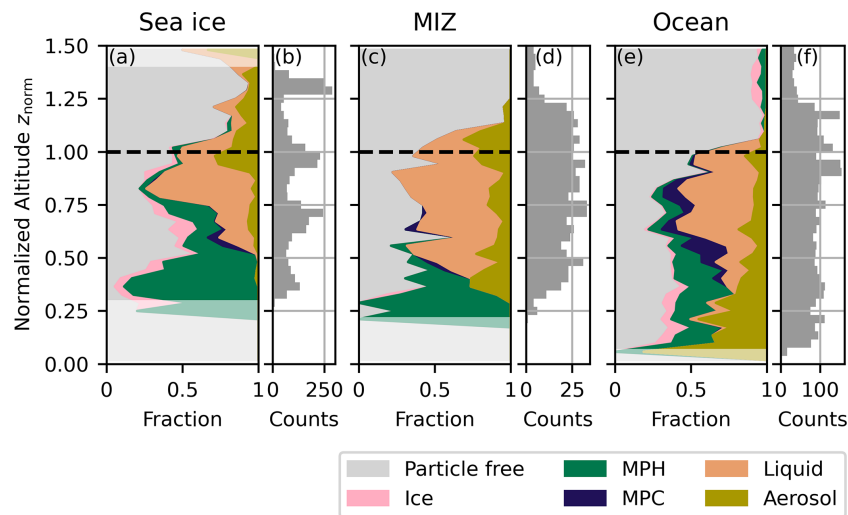 Sea ice MIZ Ocean
(a) (b) (c) (d) (e) (f)
1.50
1.25
1.00
0.75
0.50
0.25
0.00
Normalized Altitude z_norm
0 0.5 1 0 250 0 0.5 1 0 25 0 0.5 1 0 100
Fraction Counts Fraction Counts Fraction Counts
Particle free MPH Liquid
Ice MPC Aerosol